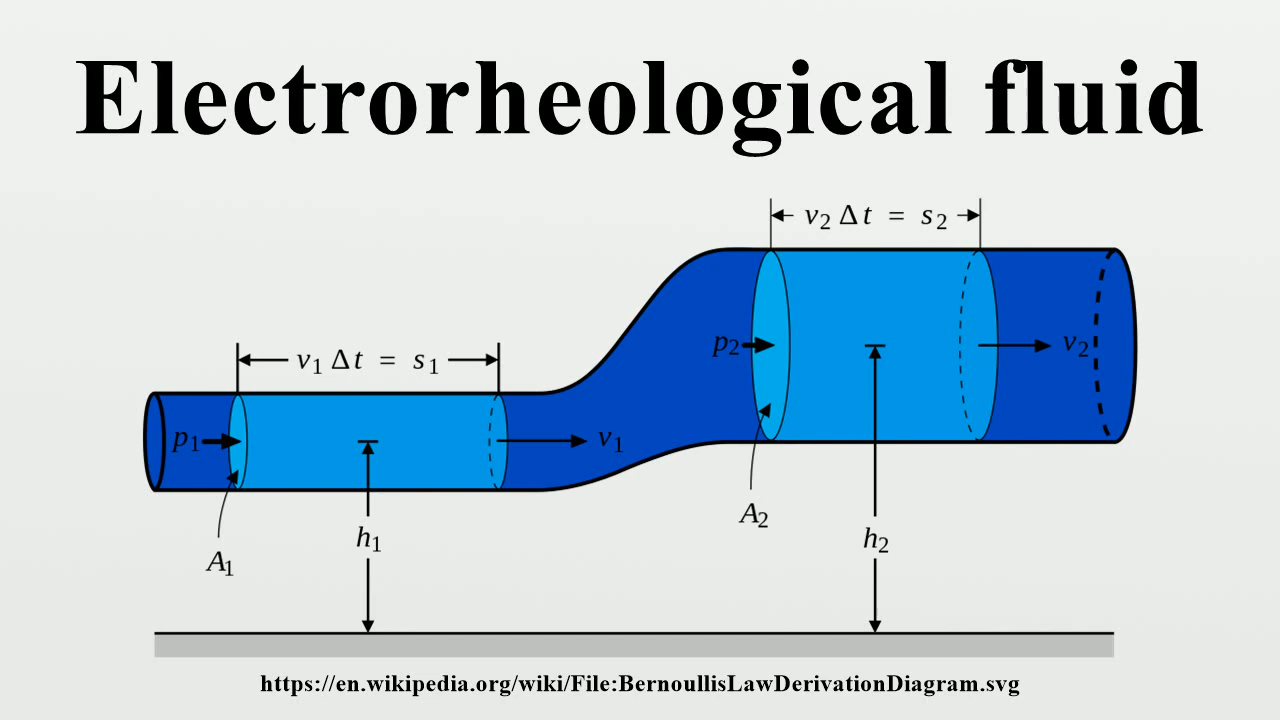 Electrorheological fluid
v₂ Δt = s₂
v₁ Δt = s₁
p₂
v₂
p₁
v₁
A₂
h₁
h₂
A₁
https://en.wikipedia.org/wiki/File:BernoullisLawDerivationDiagram.svg